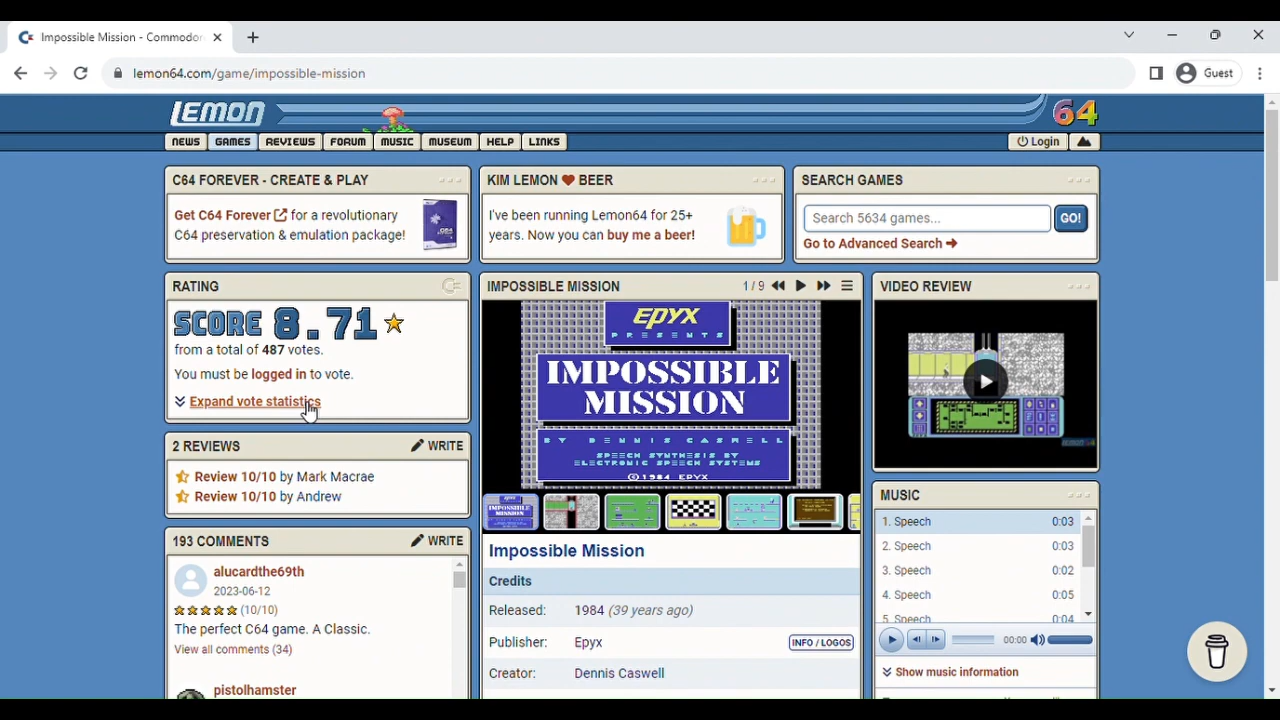 Impossible Mission - Commodor
Guest
lemon64.com/game/impossible-mission
LEMON
64
NEWS
GAMES
REVIEWS
FORUM
MUSIC
MUSEUM
HELP
LINKS
Login
C64 FOREVER - CREATE & PLAY
Get C64 Forever for a revolutionary
C64 preservation & emulation package!
KIM LEMON ❤ BEER
I've been running Lemon64 for 25+
years. Now you can buy me a beer!
SEARCH GAMES
Search 5634 games...
GO!
Go to Advanced Search
RATING
SCORE 8.71
from a total of 487 votes.
You must be logged in to vote.
Expand vote statistics
2 REVIEWS
WRITE
Review 10/10 by Mark Macrae
Review 10/10 by Andrew
193 COMMENTS
WRITE
alucardthe69th
2023-06-12
(10/10)
The perfect C64 game. A Classic.
View all comments (34)
pistolhamster
IMPOSSIBLE MISSION
1 / 9
EPYX
PRESENTS
IMPOSSIBLE
MISSION
BY DENNIS CASWELL
SPEECH SYNTHESIS BY
ELECTRONIC SPEECH SYSTEMS
©1984 EPYX
Impossible Mission
Credits
Released: 1984 (39 years ago)
Publisher: Epyx
INFO / LOGOS
Creator: Dennis Caswell
VIDEO REVIEW
MUSIC
1. Speech 0:03
2. Speech 0:03
3. Speech 0:02
4. Speech 0:05
5. Speech 0:04
00:00
Show music information